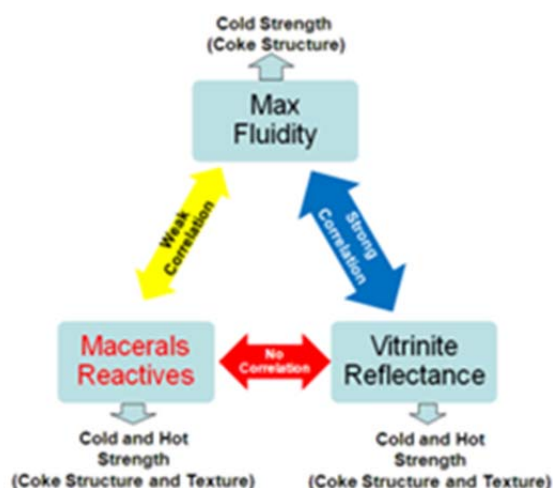 Cold Strength
(Coke Structure)
Max
Fluidity
Weak
Correlation
Strong
Correlation
Macerals
Reactives
No
Correlation
Vitrinite
Reflectance
Cold and Hot
Strength
(Coke Structure and Texture)
Cold and Hot
Strength
(Coke Structure and Texture)